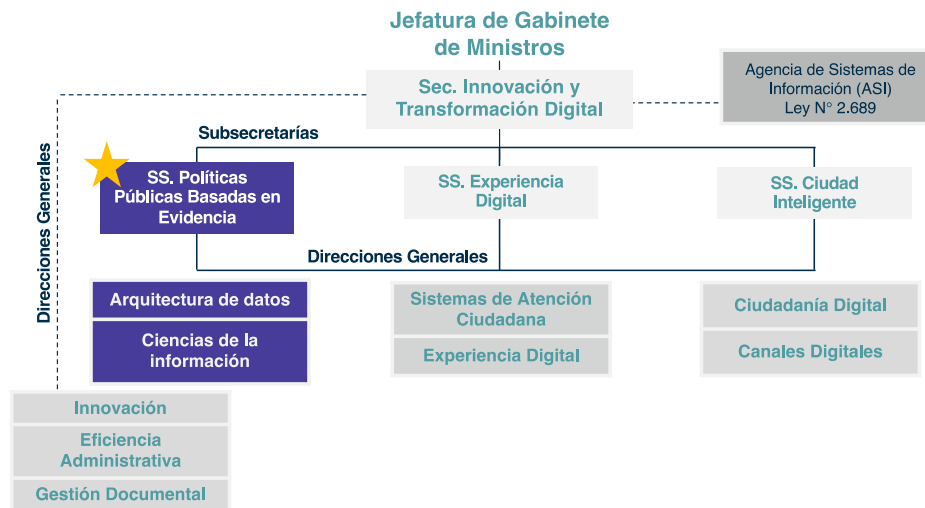 Jefatura de Gabinete
de Ministros
Sec. Innovación y
Transformación Digital
Agencia de Sistemas de
Información (ASI)
Ley N° 2.689
Subsecretarías
SS. Políticas
Públicas Basadas en
Evidencia
SS. Experiencia
Digital
SS. Ciudad
Inteligente
Direcciones Generales
Direcciones Generales
Arquitectura de datos
Ciencias de la
información
Sistemas de Atención
Ciudadana
Experiencia Digital
Ciudadanía Digital
Canales Digitales
Innovación
Eficiencia
Administrativa
Gestión Documental